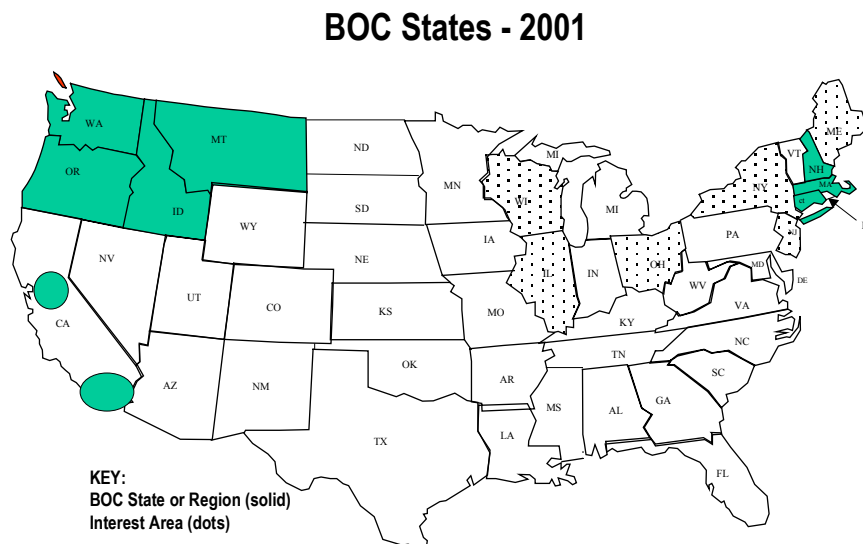 BOC States - 2001
WA
MT
ND
MN
MI
VT
ME
NH
OR
ID
WY
SD
WI
MI
NY
MA
ct
NV
UT
CO
NE
IA
IL
IN
OH
PA
NJ
MD
DE
WV
VA
CA
KS
MO
KY
AZ
NM
OK
AR
TN
NC
SC
TX
LA
MS
AL
GA
FL
KEY:
BOC State or Region (solid)
Interest Area (dots)